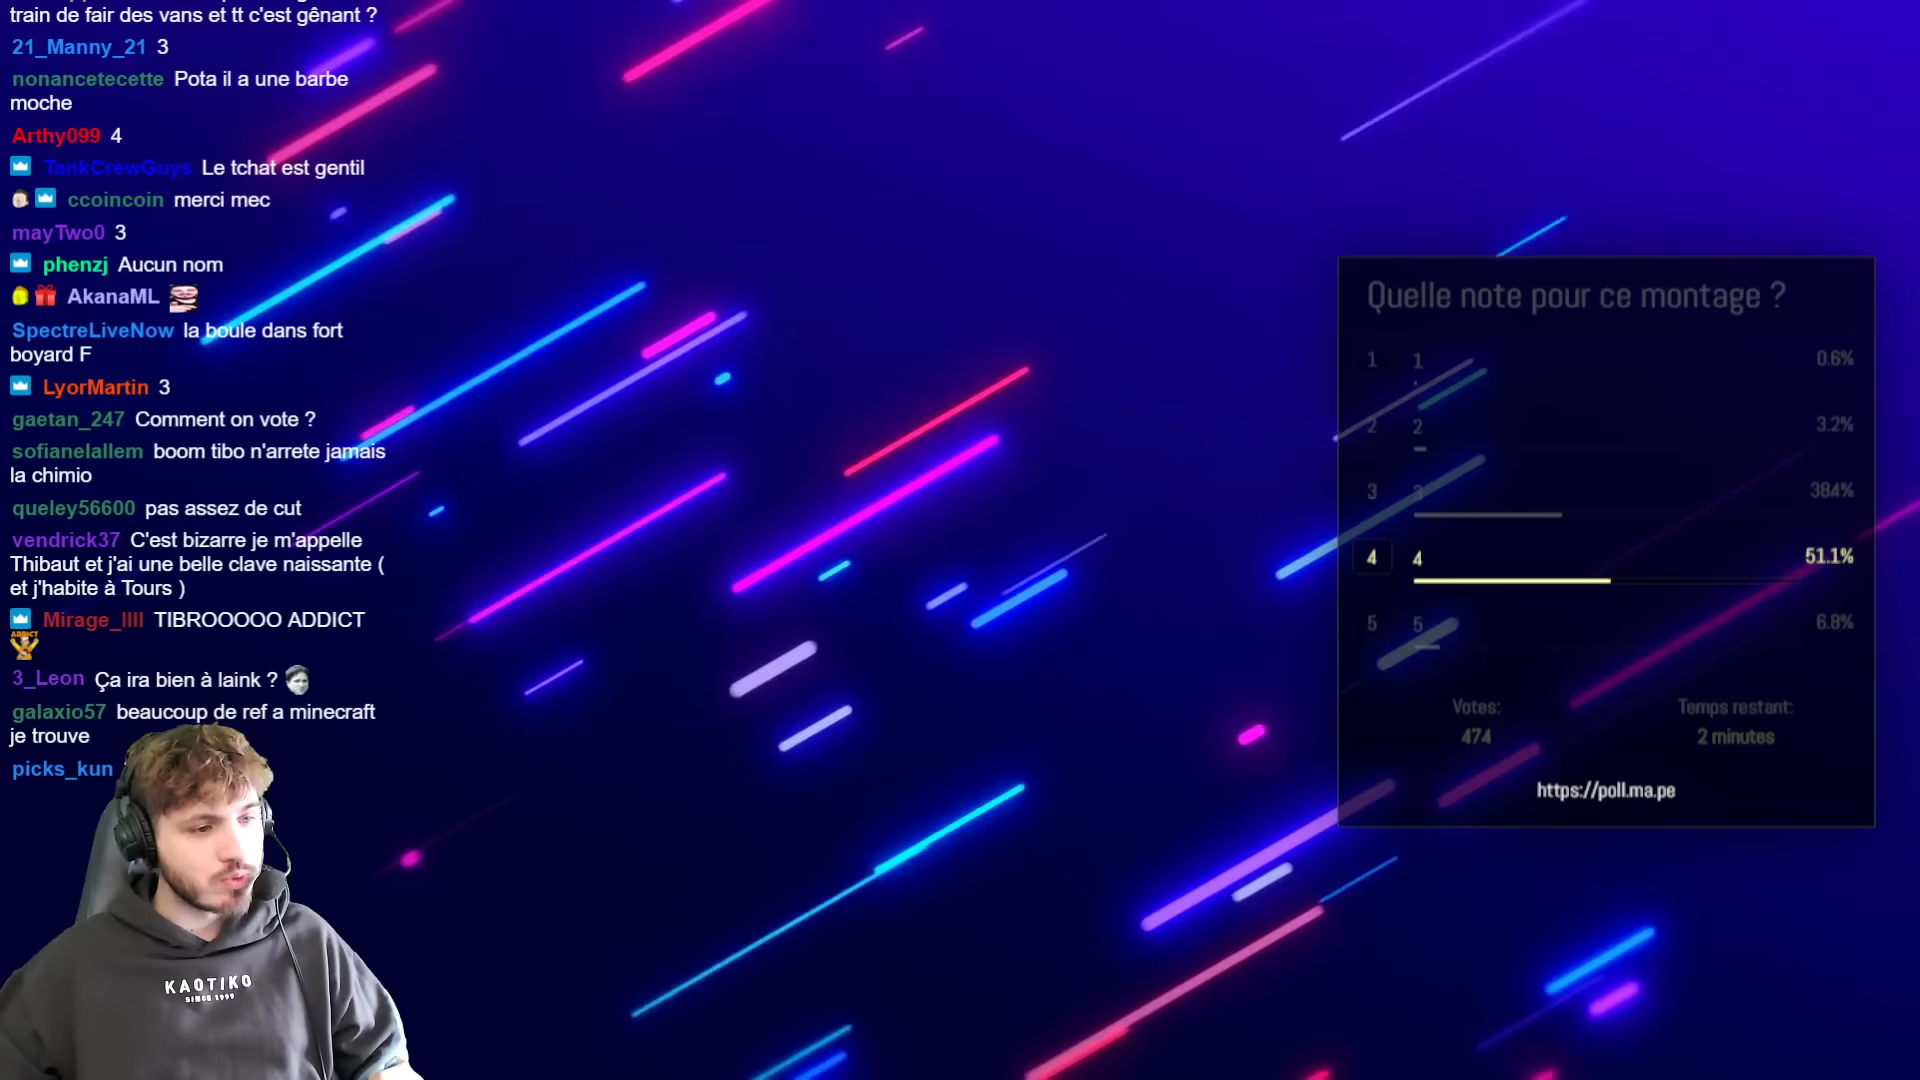 train de fair des vans et tt c'est gênant ?
21_Manny_21 3
nonancetecette Pota il a une barbe
moche
Arthy099 4
TankCrewGuys Le tchat est gentil
ccoincoin merci mec
mayTwo0 3
phenzj Aucun nom
AkanaML
SpectreLiveNow la boule dans fort
boyard F
LyorMartin 3
gaetan_247 Comment on vote ?
sofianelallem boom tibo n'arrete jamais
la chimio
queley56600 pas assez de cut
vendrick37 C'est bizarre je m'appelle
Thibaut et j'ai une belle clave naissante (
et j'habite à Tours )
Mirage_llll TIBROOOOO ADDICT
ADDICT
3_Leon Ça ira bien à laink ?
galaxio57 beaucoup de ref a minecraft
je trouve
picks_kun
KAOTIKO
SINCE 1999
Quelle note pour ce montage ?
1 1 0.6%
2 2 3.2%
3 3 38.4%
4 4 51.1%
5 5 6.8%
Votes: Temps restant:
474 2 minutes
https://poll.ma.pe